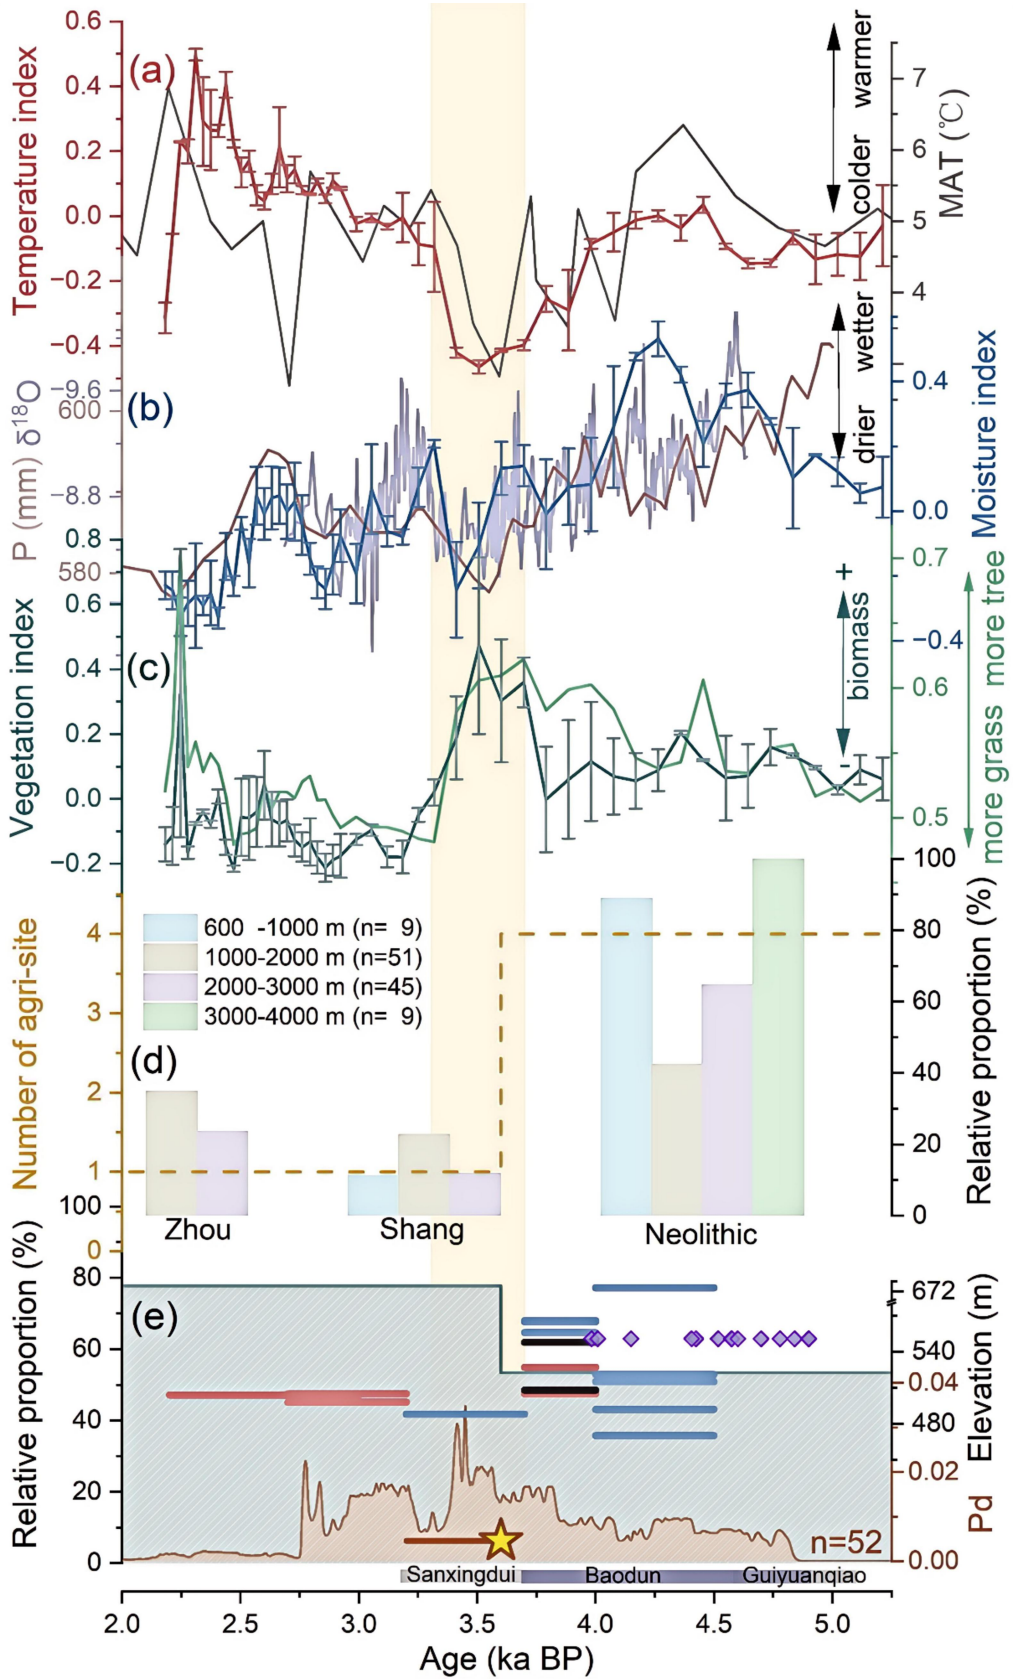 (a)
Temperature index
0.6
0.4
0.2
0.0
−0.2
−0.4
warmer
colder
MAT (℃)
7
6
5
4
(b)
P (mm) δ18O
−9.6
600
−8.8
580
wetter
drier
Moisture index
0.4
0.0
−0.4
(c)
Vegetation index
0.8
0.6
0.4
0.2
0.0
−0.2
+
biomass
-
more grass more tree
0.7
0.6
0.5
(d)
Number of agri-site
4
3
2
1
0
600 -1000 m (n= 9)
1000-2000 m (n=51)
2000-3000 m (n=45)
3000-4000 m (n= 9)
Relative proportion (%)
100
80
60
40
20
0
Zhou
Shang
Neolithic
(e)
Relative proportion (%)
100
80
60
40
20
0
Elevation (m)
672
540
480
Pd
0.04
0.02
0.00
n=52
Sanxingdui
Baodun
Guiyuanqiao
2.0
2.5
3.0
3.5
4.0
4.5
5.0
Age (ka BP)